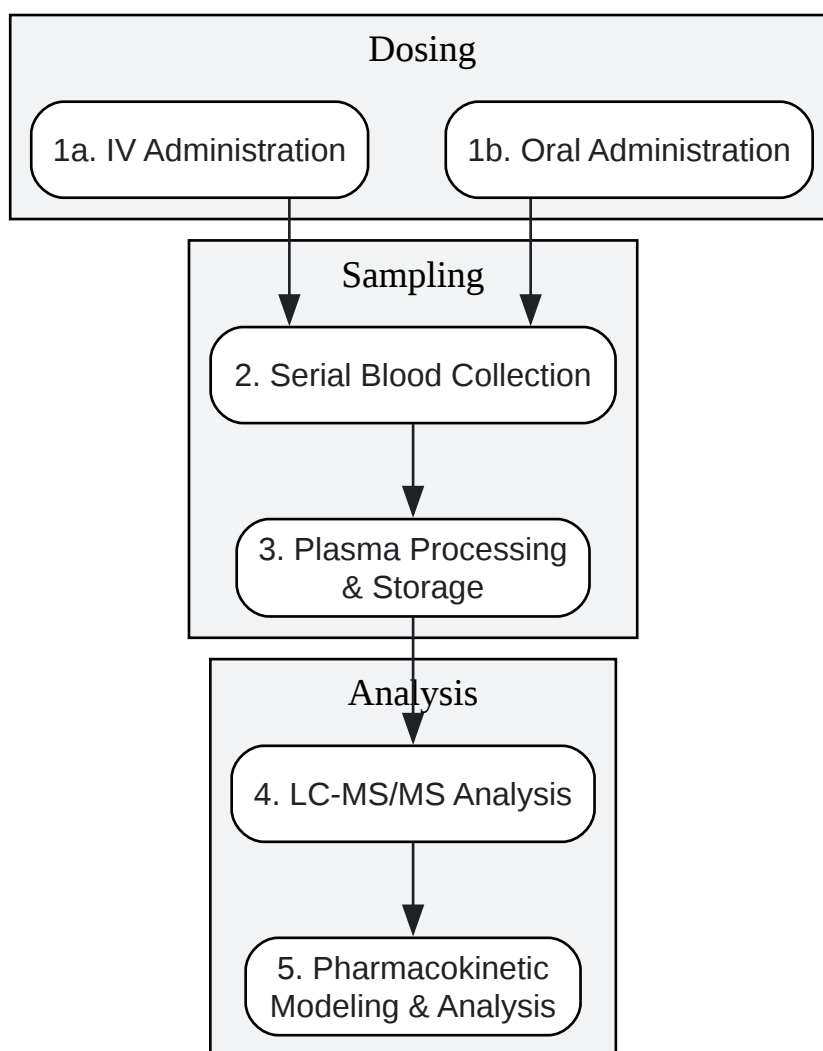 Dosing
1a. IV Administration
1b. Oral Administration
Sampling
2. Serial Blood Collection
3. Plasma Processing
& Storage
Analysis
4. LC-MS/MS Analysis
5. Pharmacokinetic
Modeling & Analysis